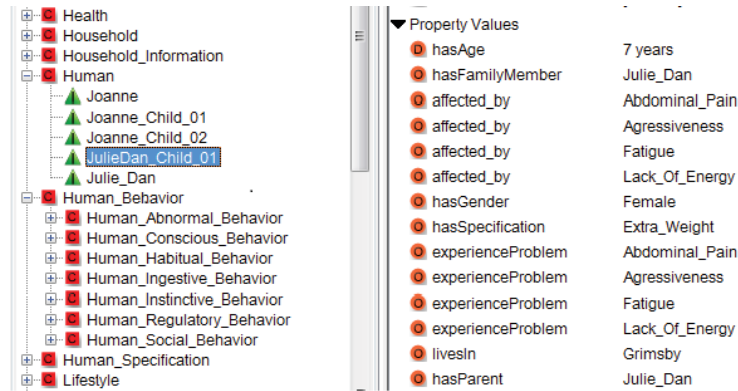 Health
Household
Household_Information
Human
Joanne
Joanne_Child_01
Joanne_Child_02
JulieDan_Child_01
Julie_Dan
Human_Behavior
Human_Abnormal_Behavior
Human_Conscious_Behavior
Human_Habitual_Behavior
Human_Ingestive_Behavior
Human_Instinctive_Behavior
Human_Regulatory_Behavior
Human_Social_Behavior
Human_Specification
Lifestyle
Property Values
hasAge 7 years
hasFamilyMember Julie_Dan
affected_by Abdominal_Pain
affected_by Agressiveness
affected_by Fatigue
affected_by Lack_Of_Energy
hasGender Female
hasSpecification Extra_Weight
experienceProblem Abdominal_Pain
experienceProblem Agressiveness
experienceProblem Fatigue
experienceProblem Lack_Of_Energy
livesIn Grimsby
hasParent Julie_Dan